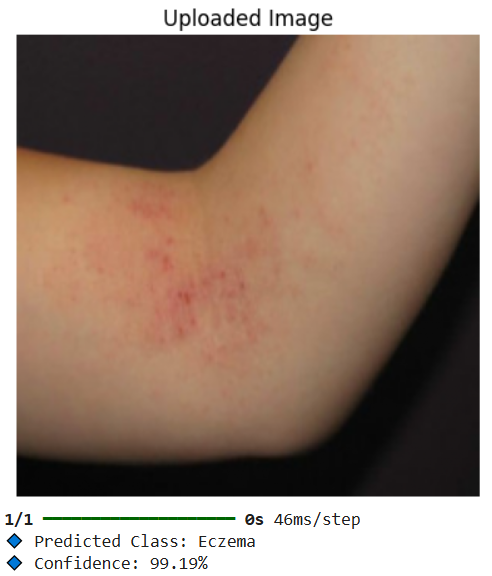 Uploaded Image
1/1 ━━━━━━━━━━━━━━━━━━━━ 0s 46ms/step
🔷 Predicted Class: Eczema
🔷 Confidence: 99.19%